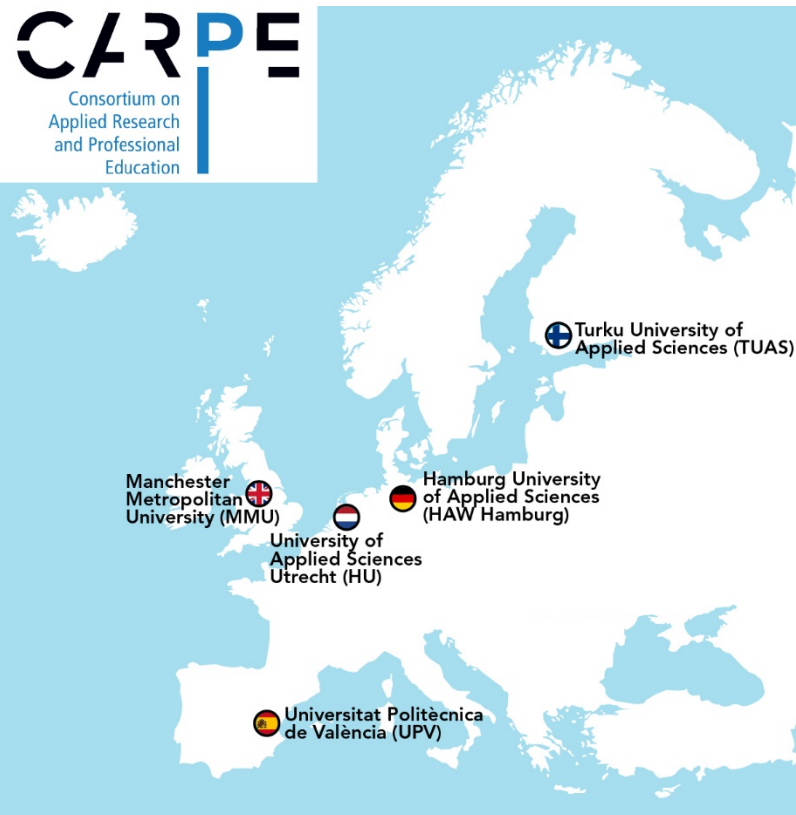 CARPE
Consortium on
Applied Research
and Professional
Education
Turku University of
Applied Sciences (TUAS)
Manchester
Metropolitan
University (MMU)
Hamburg University
of Applied Sciences
(HAW Hamburg)
University of
Applied Sciences
Utrecht (HU)
Universitat Politècnica
de València (UPV)